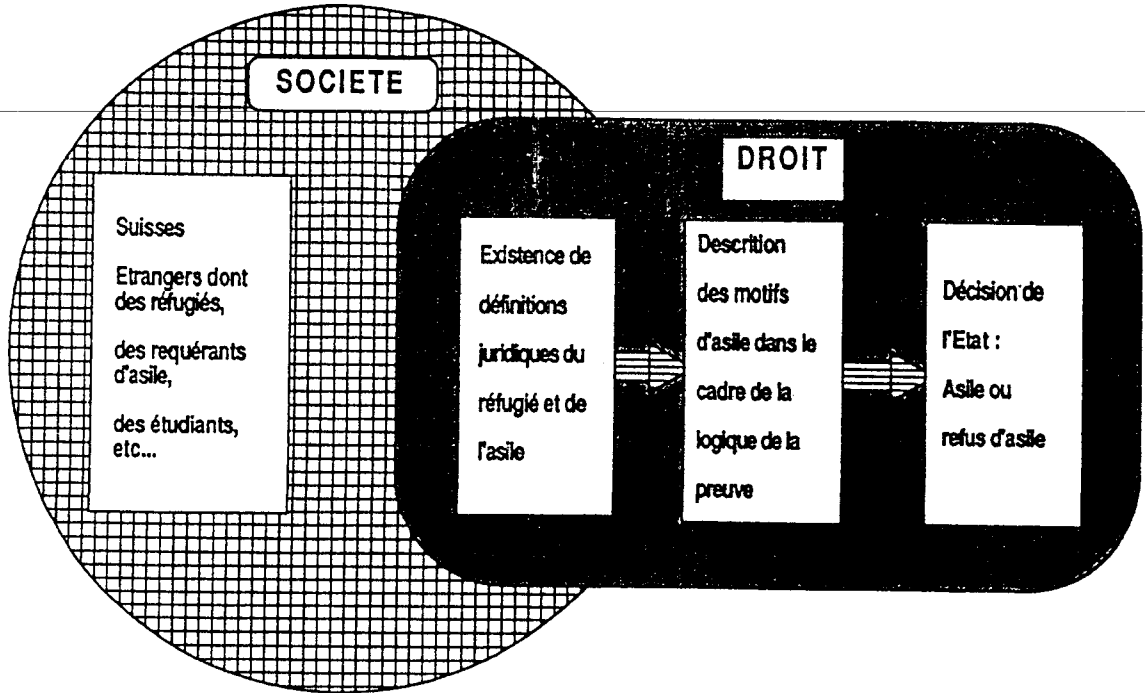 SOCIETE
DROIT
Suisses
Etrangers dont
des réfugiés,
des requérants
d'asile,
des étudiants,
etc...
Existence de
définitions
juridiques du
réfugié et de
l'asile
Descrition
des motifs
d'asile dans le
cadre de la
logique de la
preuve
Décision de
l'Etat :
Asile ou
refus d'asile